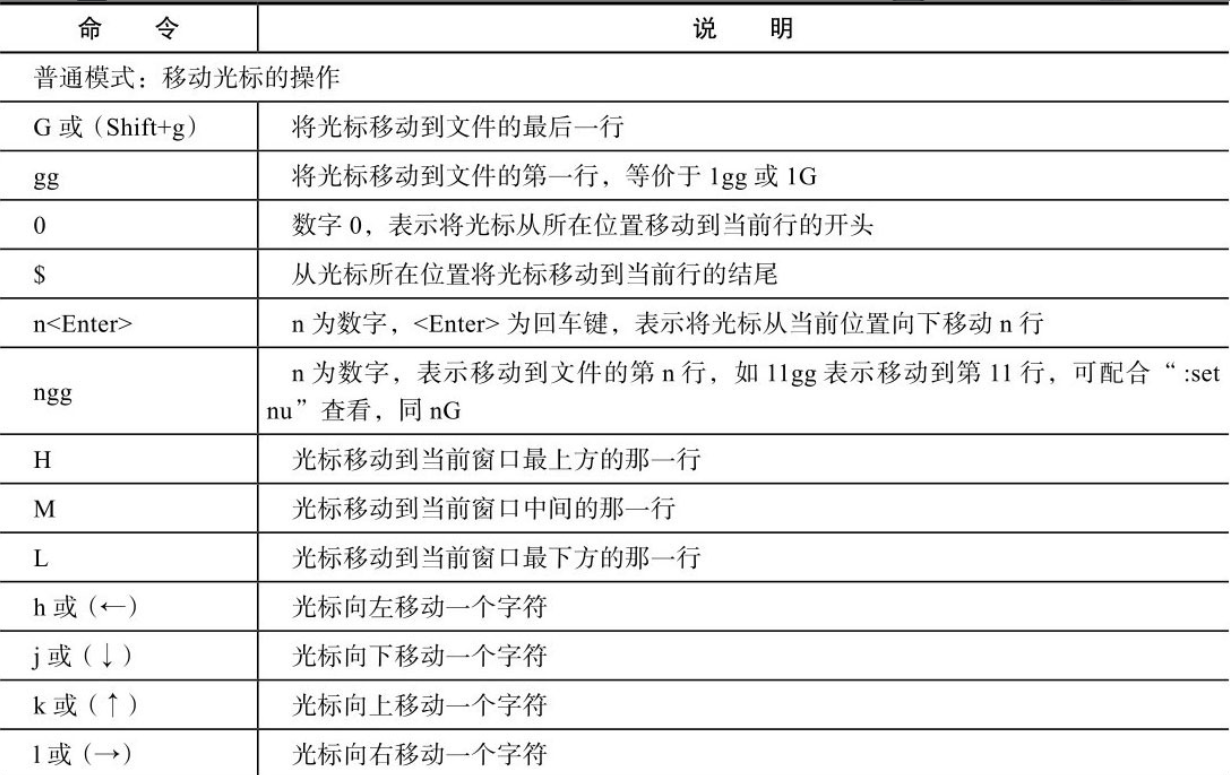 命 令 说 明
普通模式：移动光标的操作
G 或（Shift+g） 将光标移动到文件的最后一行
gg 将光标移动到文件的第一行，等价于 1gg 或 1G
0 数字 0，表示将光标从所在位置移动到当前行的开头
$ 从光标所在位置将光标移动到当前行的结尾
n<Enter> n 为数字，<Enter> 为回车键，表示将光标从当前位置向下移动 n 行
ngg n 为数字，表示移动到文件的第 n 行，如 11gg 表示移动到第 11 行，可配合“ :set
nu”查看，同 nG
H 光标移动到当前窗口最上方的那一行
M 光标移动到当前窗口中间的那一行
L 光标移动到当前窗口最下方的那一行
h 或（←） 光标向左移动一个字符
j 或（↓） 光标向下移动一个字符
k 或（↑） 光标向上移动一个字符
l 或（→） 光标向右移动一个字符